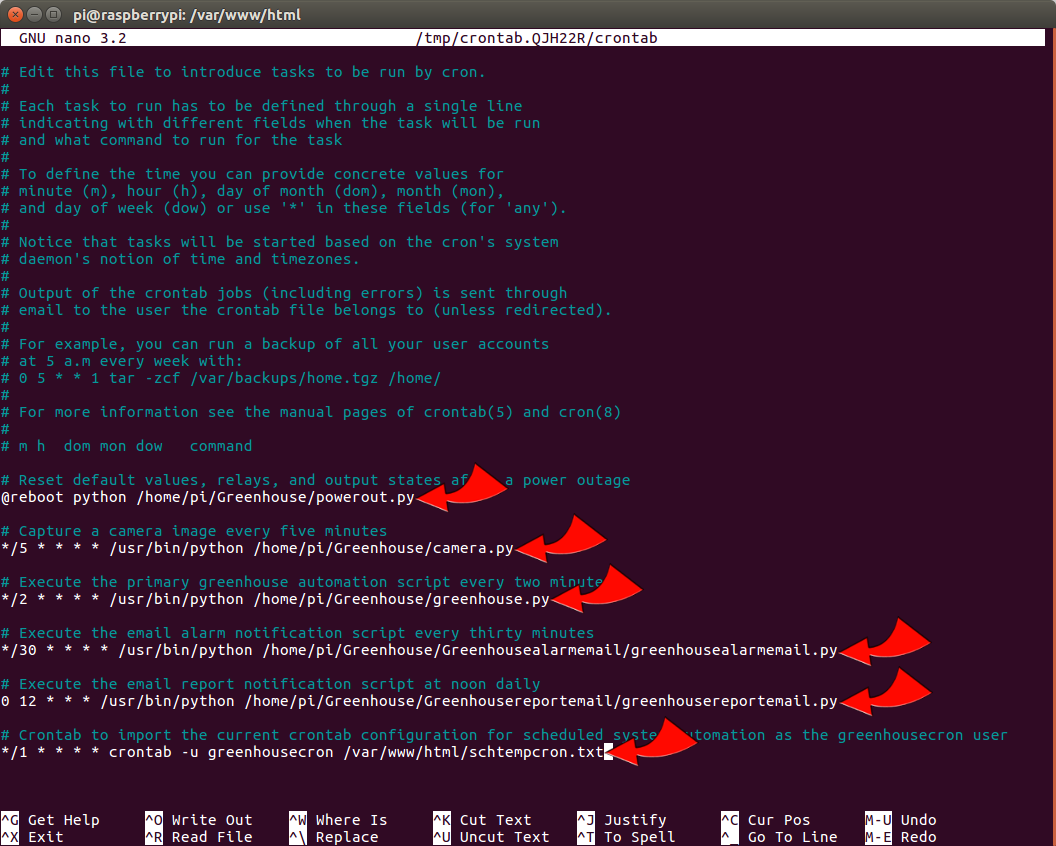 pi@raspberrypi: /var/www/html
GNU nano 3.2 /tmp/crontab.QJH22R/crontab
# Edit this file to introduce tasks to be run by cron.
#
# Each task to run has to be defined through a single line
# indicating with different fields when the task will be run
# and what command to run for the task
#
# To define the time you can provide concrete values for
# minute (m), hour (h), day of month (dom), month (mon),
# and day of week (dow) or use '*' in these fields (for 'any').
#
# Notice that tasks will be started based on the cron's system
# daemon's notion of time and timezones.
#
# Output of the crontab jobs (including errors) is sent through
# email to the user the crontab file belongs to (unless redirected).
#
# For example, you can run a backup of all your user accounts
# at 5 a.m every week with:
# 0 5 * * 1 tar -zcf /var/backups/home.tgz /home/
#
# For more information see the manual pages of crontab(5) and cron(8)
#
# m h  dom mon dow   command
# Reset default values, relays, and output states a power outage
@reboot python /home/pi/Greenhouse/powerout.py
# Capture a camera image every five minutes
*/5 * * * * /usr/bin/python /home/pi/Greenhouse/camera.py
# Execute the primary greenhouse automation script every two minute
*/2 * * * * /usr/bin/python /home/pi/Greenhouse/greenhouse.py
# Execute the email alarm notification script every thirty minutes
*/30 * * * * /usr/bin/python /home/pi/Greenhouse/Greenhousealarmemail/greenhousealarmemail.py
# Execute the email report notification script at noon daily
0 12 * * * /usr/bin/python /home/pi/Greenhouse/Greenhousereportemail/greenhousereportemail.py
# Crontab to import the current crontab configuration for scheduled system automation as the greenhousecron user
*/1 * * * * crontab -u greenhousecron /var/www/html/schtempcron.txt
^G Get Help ^O Write Out ^W Where Is ^K Cut Text ^J Justify ^C Cur Pos M-U Undo
^X Exit ^R Read File ^\ Replace ^U Uncut Text ^T To Spell ^_ Go To Line M-E Redo